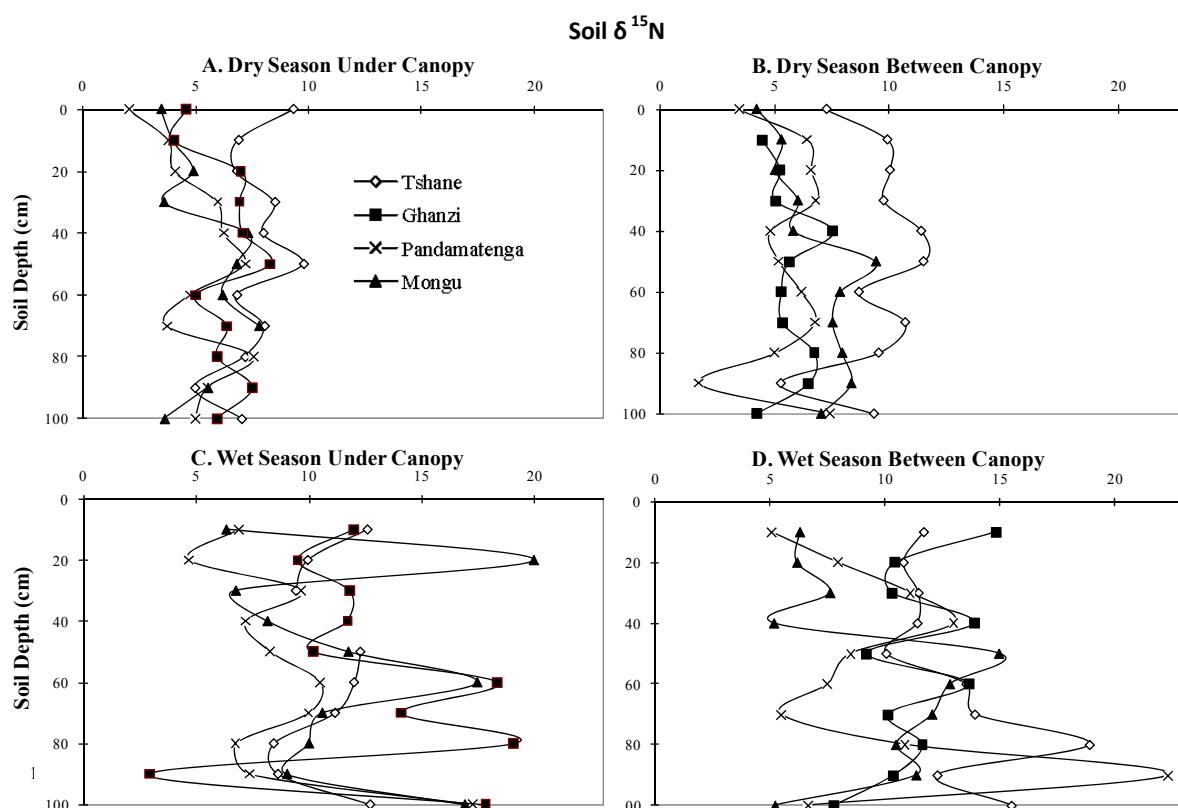 Soil δ ¹⁵N
A. Dry Season Under Canopy
0 5 10 15 20
0
20
40
60
80
100
Soil Depth (cm)
Tshane
Ghanzi
Pandamatenga
Mongu
B. Dry Season Between Canopy
0 5 10 15 20
0
20
40
60
80
100
C. Wet Season Under Canopy
0 5 10 15 20
0
20
40
60
80
100
Soil Depth (cm)
D. Wet Season Between Canopy
0 5 10 15 20
0
20
40
60
80